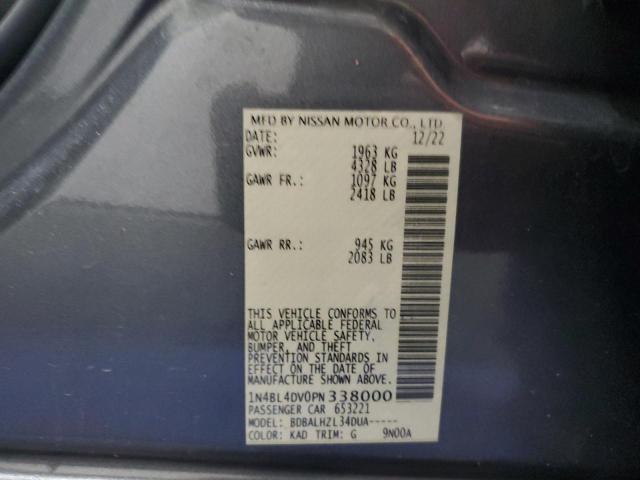 MFD BY NISSAN MOTOR CO., LTD
DATE: 12/22
GVWR: 1963 KG
4328 LB
GAWR FR.: 1097 KG
2418 LB
GAWR RR.: 945 KG
2083 LB
THIS VEHICLE CONFORMS TO
ALL APPLICABLE FEDERAL
MOTOR VEHICLE SAFETY,
BUMPER, AND THEFT
PREVENTION STANDARDS IN
EFFECT ON THE DATE OF
MANUFACTURE SHOWN ABOVE.
1N4BL4DV0PN338000
PASSENGER CAR 653221
MODEL: BDBALHZL34DUA-----
COLOR: KAD TRIM: G 9N00A